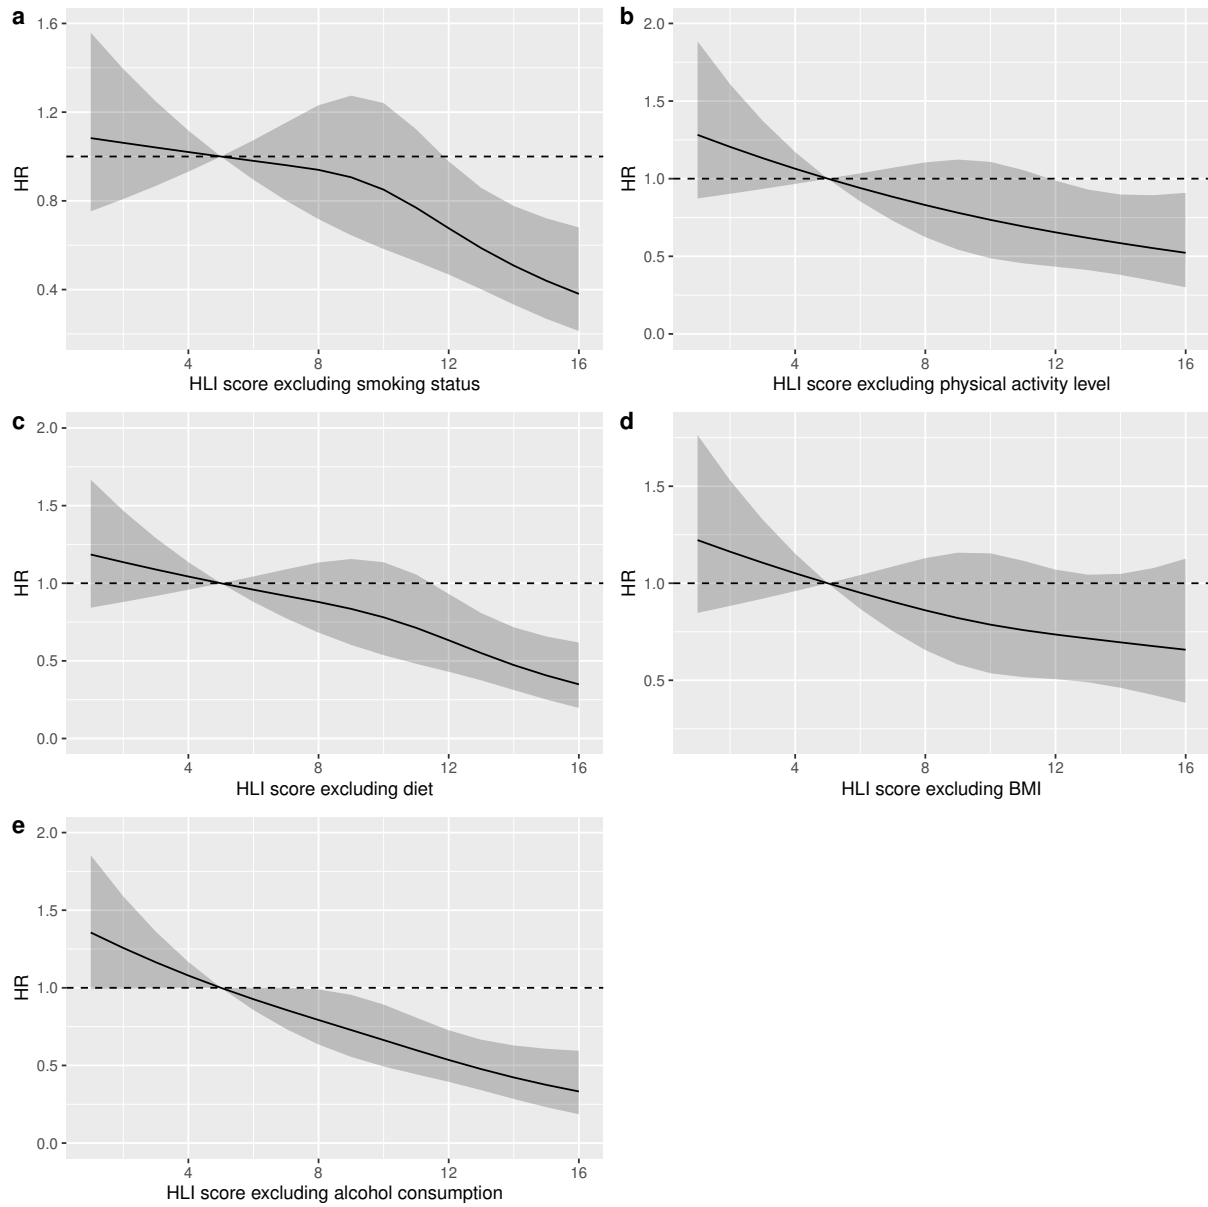 a
1.6
1.2
0.8
0.4
HR
4 8 12 16
HLI score excluding smoking status
b
2.0
1.5
1.0
0.5
0.0
HR
4 8 12 16
HLI score excluding physical activity level
c
2.0
1.5
1.0
0.5
0.0
HR
4 8 12 16
HLI score excluding diet
d
1.5
1.0
0.5
HR
4 8 12 16
HLI score excluding BMI
e
2.0
1.5
1.0
0.5
0.0
HR
4 8 12 16
HLI score excluding alcohol consumption